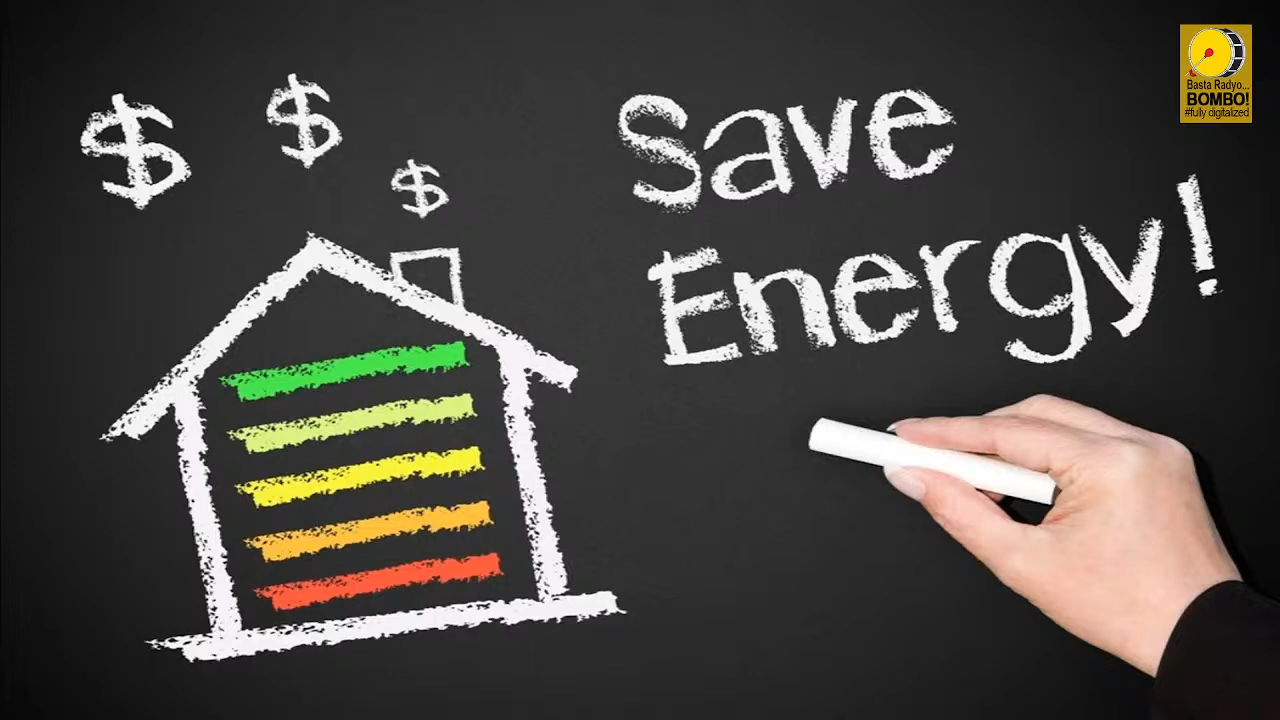 $ $ $
Save
Energy!
Basta Radyo...
BOMBO!
#fully digitalized